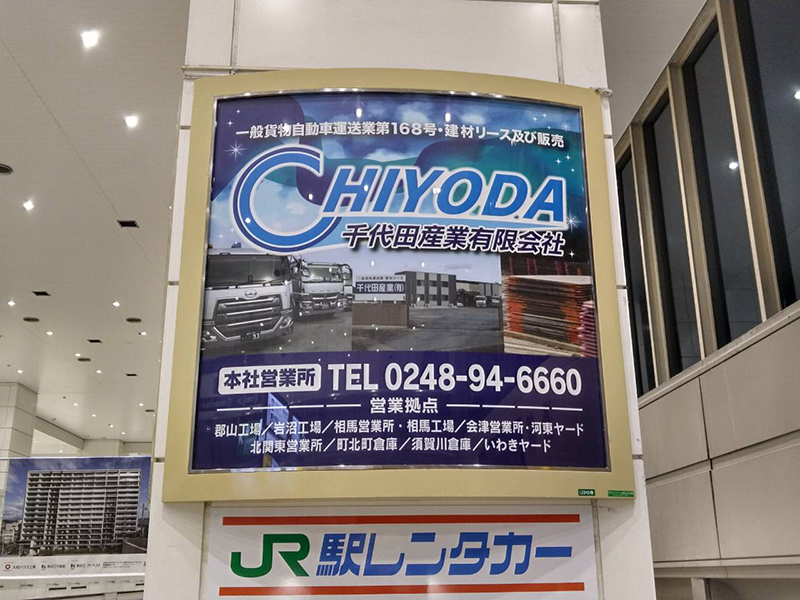 一般貨物自動車運送業第168号・建材リース及び販売
CHIYODA
千代田産業有限会社
千代田産業(有)
本社営業所 TEL 0248-94-6660
営業拠点
郡山工場／岩沼工場／相馬営業所・相馬工場／会津営業所・河東ヤード
北関東営業所／町北町倉庫／須賀川倉庫／いわきヤード
JR 駅レンタカー